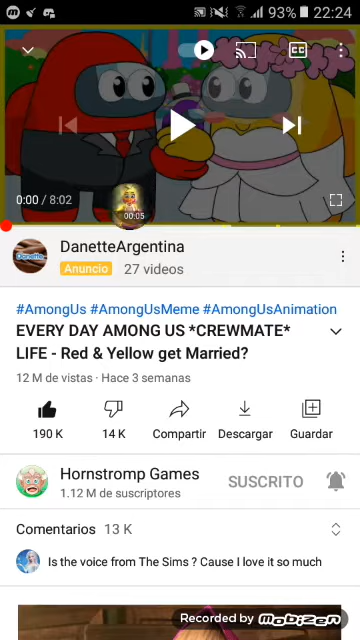 93% 22:24
CC
0:00 / 8:02
00:05
Danette
DanetteArgentina
Anuncio 27 videos
#AmongUs #AmongUsMeme #AmongUsAnimation
EVERY DAY AMONG US *CREWMATE*
LIFE - Red & Yellow get Married?
12 M de vistas · Hace 3 semanas
190 K 14 K Compartir Descargar Guardar
Hornstromp Games
1.12 M de suscriptores
SUSCRITO
Comentarios 13 K
Is the voice from The Sims ? Cause I love it so much
Recorded by MOBIZEN